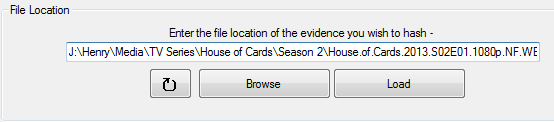 File Location
Enter the file location of the evidence you wish to hash -
J:\Henry\Media\TV Series\House of Cards\Season 2\House.of.Cards.2013.S02E01.1080p.NF.WE
Browse
Load